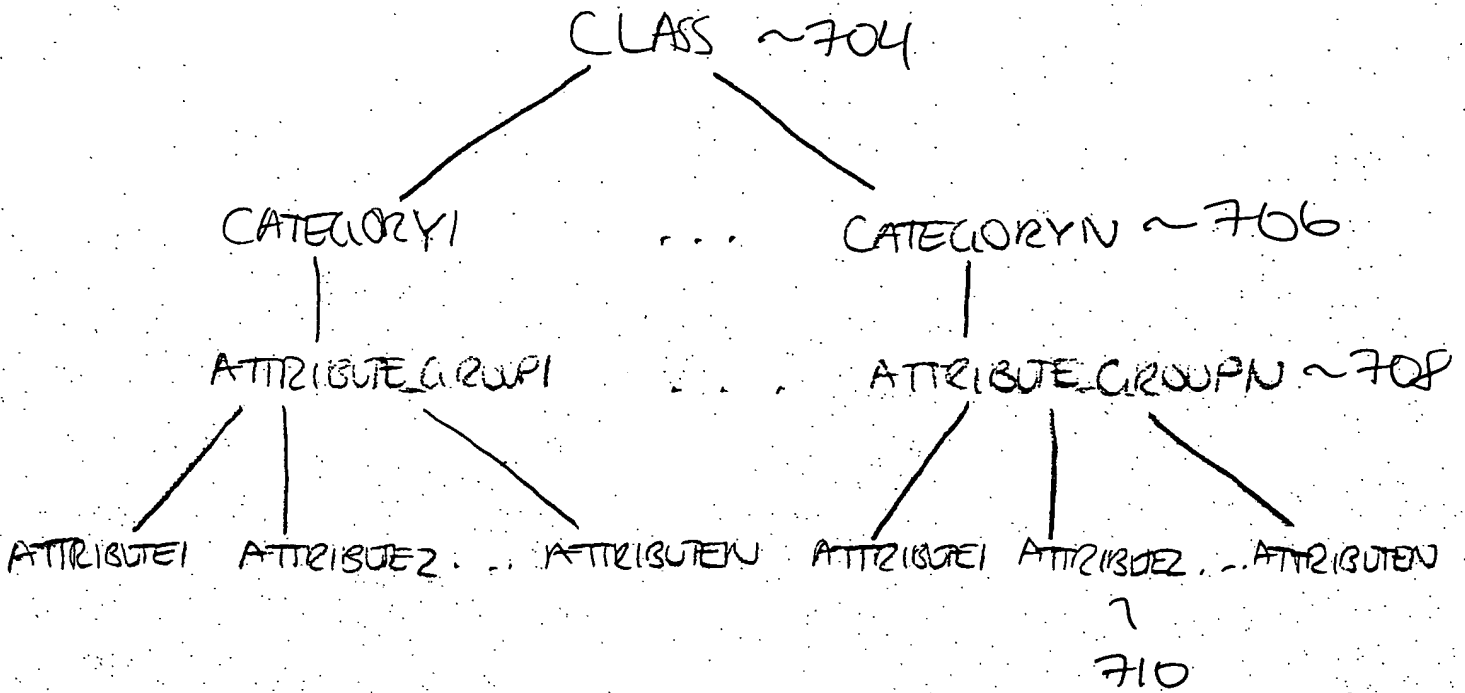 CLASS ~704
CATEGORY1 ... CATEGORYN ~706
ATTRIBUTE_GROUP1 ... ATTRIBUTE_GROUPN ~708
ATTRIBUTE1 ATTRIBUTE2 ... ATTRIBUTEN ATTRIBUTE1 ATTRIBUTE2 ... ATTRIBUTEN
~
710